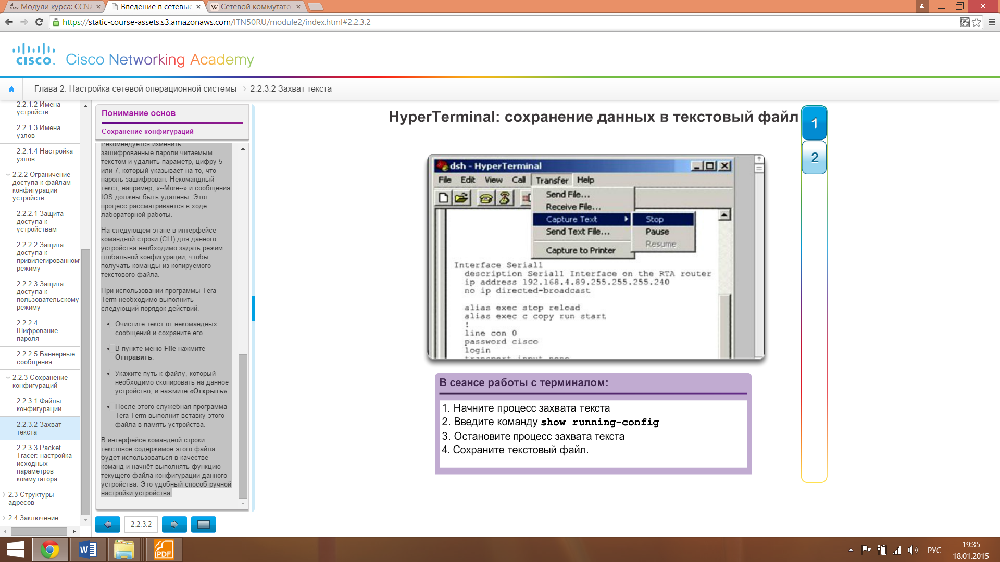 Модули курса: CCNA
Введение в сетевые
Сетевой коммутатор
https://static-course-assets.s3.amazonaws.com/ITN50RU/module2/index.html#2.2.3.2
cisco. Cisco Networking Academy
Глава 2: Настройка сетевой операционной системы
2.2.3.2 Захват текста
2.2.1.2 Имена
устройств
2.2.1.3 Имена
узлов
2.2.1.4 Настройка
узлов
2.2.2 Ограничение
доступа к файлам
конфигурации
устройств
2.2.2.1 Защита
доступа к
устройствам
2.2.2.2 Защита
доступа к
привилегированному
режиму
2.2.2.3 Защита
доступа к
пользовательскому
режиму
2.2.2.4
Шифрование
пароля
2.2.2.5 Баннерные
сообщения
2.2.3 Сохранение
конфигураций
2.2.3.1 Файлы
конфигурации
2.2.3.2 Захват
текста
2.2.3.3 Packet
Tracer: настройка
исходных
параметров
коммутатора
2.3 Структуры
адресов
2.4 Заключение
Понимание основ
Сохранение конфигураций
Рекомендуется изменить
зашифрованные пароли читаемым
текстом и удалить параметр, цифру 5
или 7, который указывает на то, что
пароль зашифрован. Некомандный
текст, например, «--More--» и сообщения
IOS должны быть удалены. Этот
процесс рассматривается в ходе
лабораторной работы.
На следующем этапе в интерфейсе
командной строки (CLI) для данного
устройства необходимо задать режим
глобальной конфигурации, чтобы
получать команды из копируемого
текстового файла.
При использовании программы Tera
Term необходимо выполнить
следующий порядок действий.
• Очистите текст от некомандных
сообщений и сохраните его.
• В пункте меню File нажмите
Отправить.
• Укажите путь к файлу, который
необходимо скопировать на данное
устройство, и нажмите «Открыть».
• После этого служебная программа
Tera Term выполнит вставку этого
файла в память устройства.
В интерфейсе командной строки
текстовое содержимое этого файла
будет использоваться в качестве
команд и начнёт выполнять функцию
текущего файла конфигурации данного
устройства. Это удобный способ ручной
настройки устройства.
2.2.3.2
HyperTerminal: сохранение данных в текстовый файл
1
2
dsh - HyperTerminal
File Edit View Call Transfer Help
Send File...
Receive File...
Capture Text
Send Text File...
Capture to Printer
Stop
Pause
Resume
Interface Serial1
description Serial1 Interface on the RTA router
ip address 192.168.4.89.255.255.255.240
no ip directed-broadcast
alias exec stop reload
alias exec c copy run start
!
line con 0
password cisco
login
transport input none
В сеансе работы с терминалом:
1. Начните процесс захвата текста
2. Введите команду show running-config
3. Остановите процесс захвата текста
4. Сохраните текстовый файл.
PDF
РУС
19:35
18.01.2015